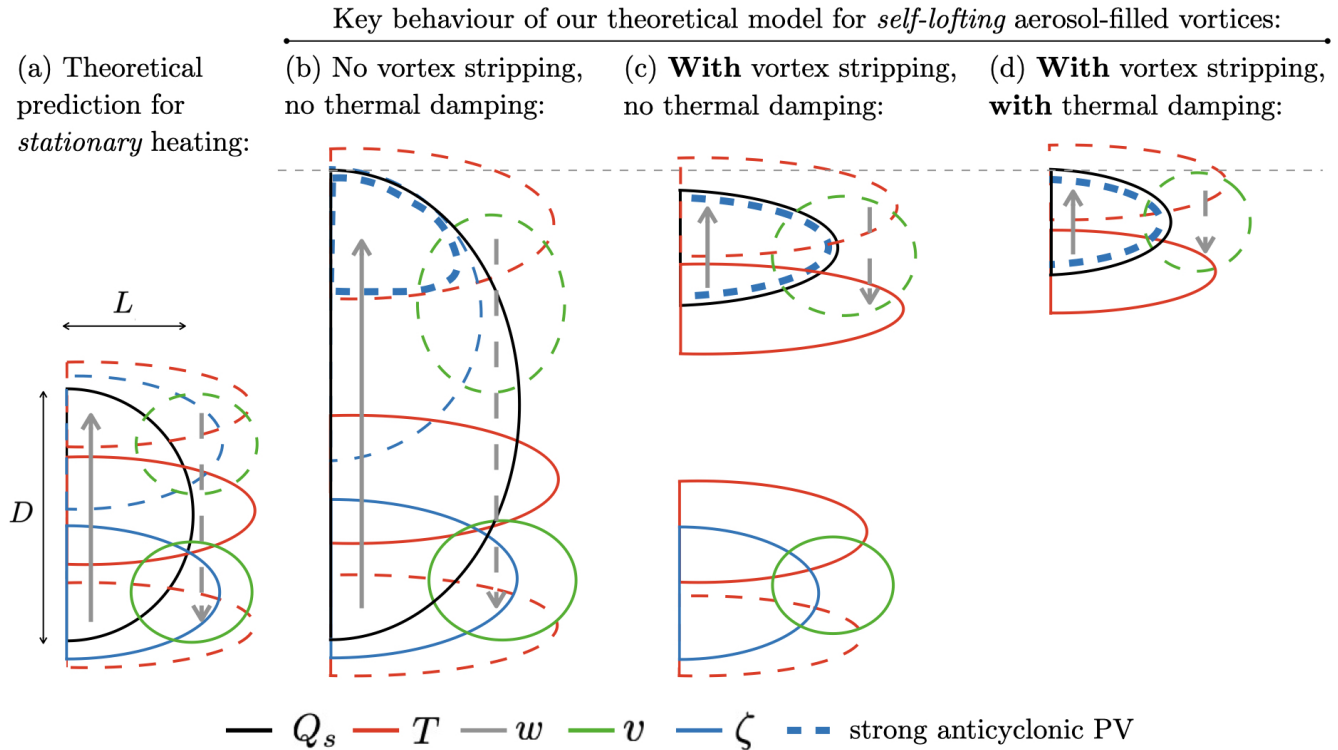 Key behaviour of our theoretical model for self-lofting aerosol-filled vortices:
(a) Theoretical
prediction for
stationary heating:
(b) No vortex stripping,
no thermal damping:
(c) With vortex stripping,
no thermal damping:
(d) With vortex stripping,
with thermal damping:
L
D
Q_s T w v ζ strong anticyclonic PV